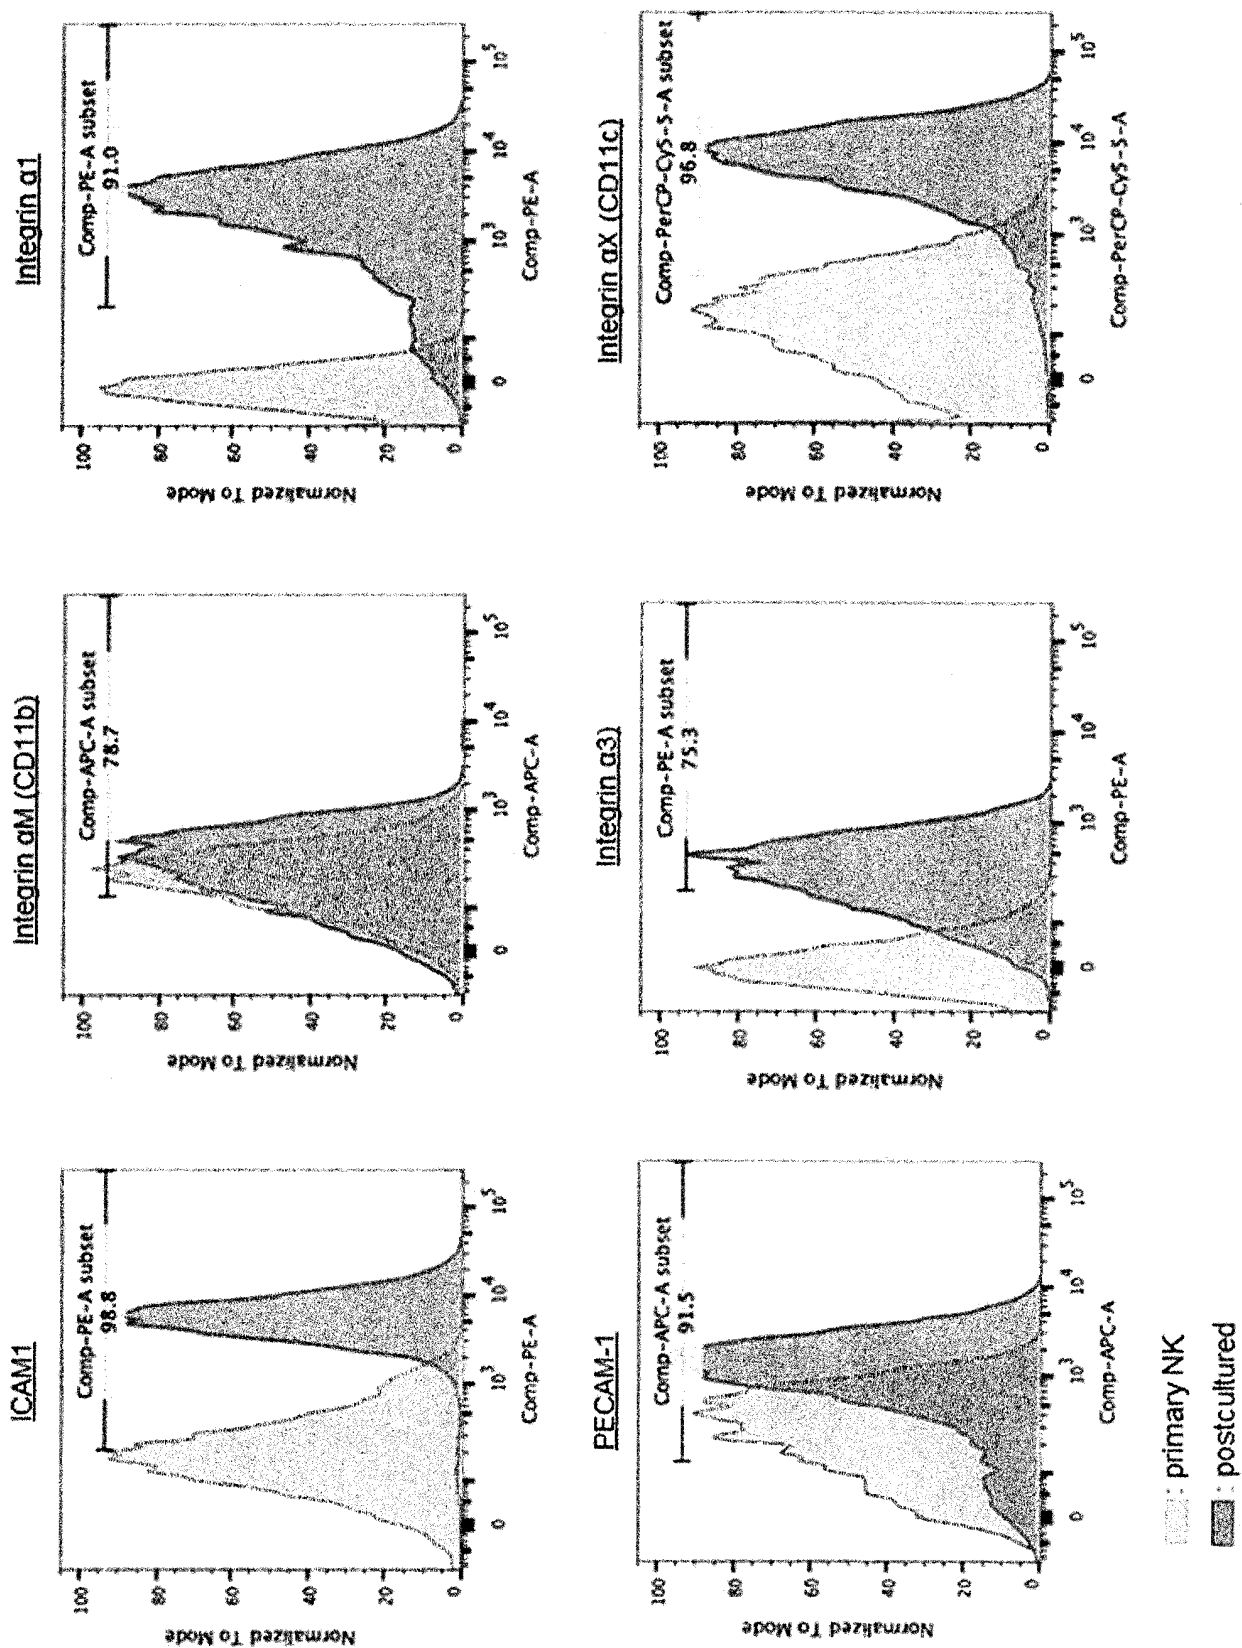 ICAM1
Comp-PE-A subset
98.8
100
80
60
40
20
0
Normalized To Mode
0
10³
10⁴
10⁵
Comp-PE-A
Integrin αM (CD11b)
Comp-APC-A subset
78.7
100
80
60
40
20
0
Normalized To Mode
0
10³
10⁴
10⁵
Comp-APC-A
Integrin α1
Comp-PE-A subset
91.0
100
80
60
40
20
0
Normalized To Mode
0
10³
10⁴
10⁵
Comp-PE-A
PECAM-1
Comp-APC-A subset
91.5
100
80
60
40
20
0
Normalized To Mode
0
10³
10⁴
10⁵
Comp-APC-A
Integrin α3)
Comp-PE-A subset
75.3
100
80
60
40
20
0
Normalized To Mode
0
10³
10⁴
10⁵
Comp-PE-A
Integrin αX (CD11c)
Comp-PerCP-Cy5-5-A subset
96.8
100
80
60
40
20
0
Normalized To Mode
0
10³
10⁴
10⁵
Comp-PerCP-Cy5-5-A
: primary NK
: postcultured